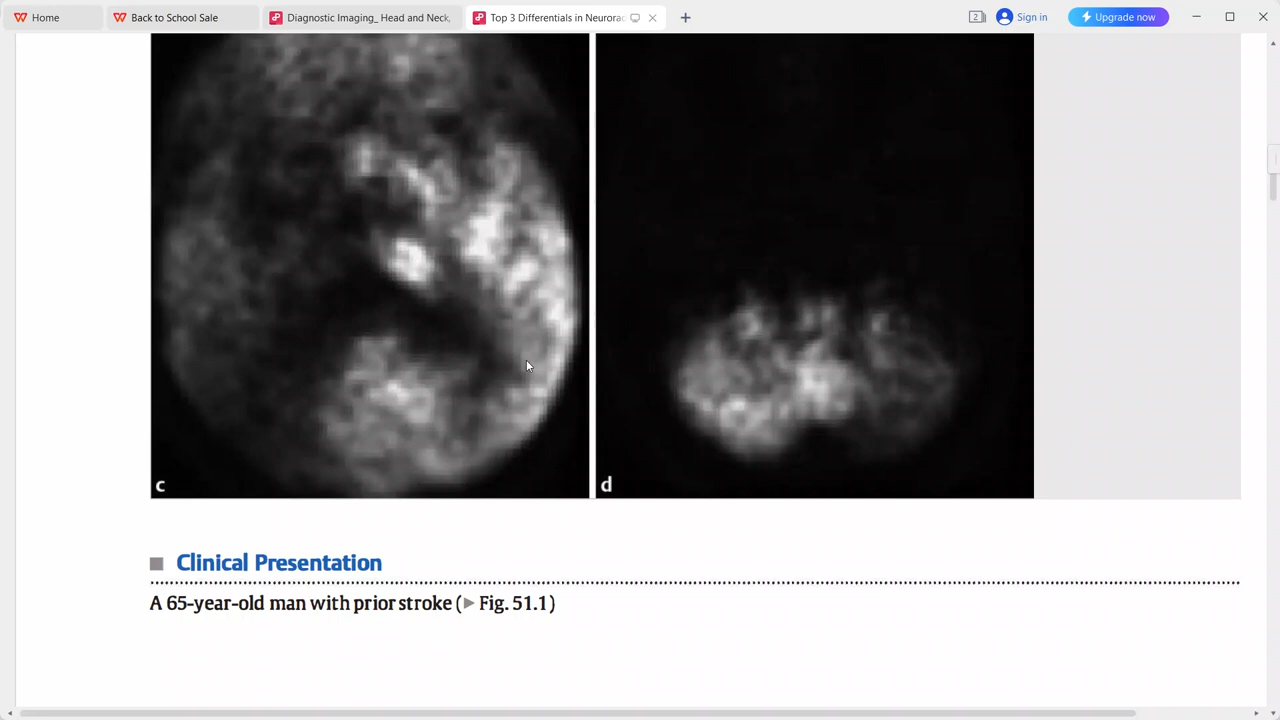 Home
Back to School Sale
Diagnostic Imaging_ Head and Neck,
Top 3 Differentials in Neurorad
2
Sign in
Upgrade now
c
d
Clinical Presentation
A 65-year-old man with prior stroke (► Fig. 51.1)